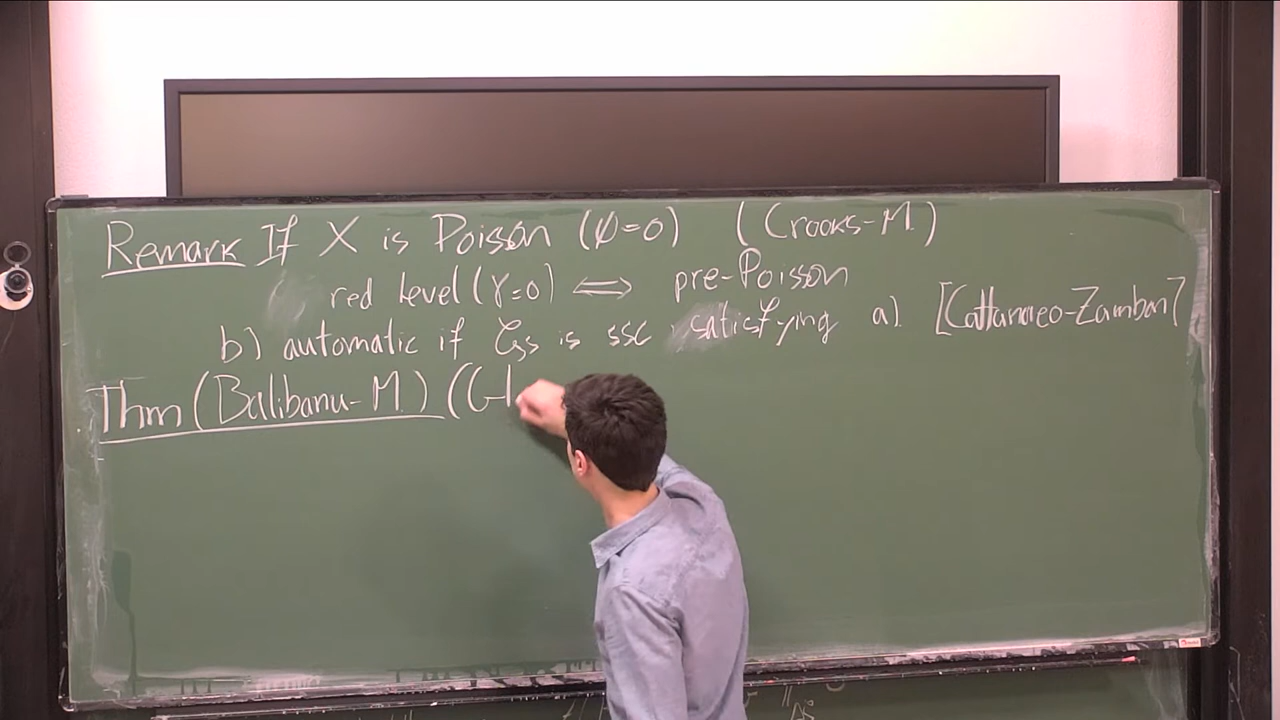 Remark If X is Poisson (φ=0) (Crooks-M.)
red level (γ=0) ⟺ pre-Poisson
b) automatic if is ssc satisfying a). [Cattaneo-Zambon]
Thm (Balibanu-M.) (G